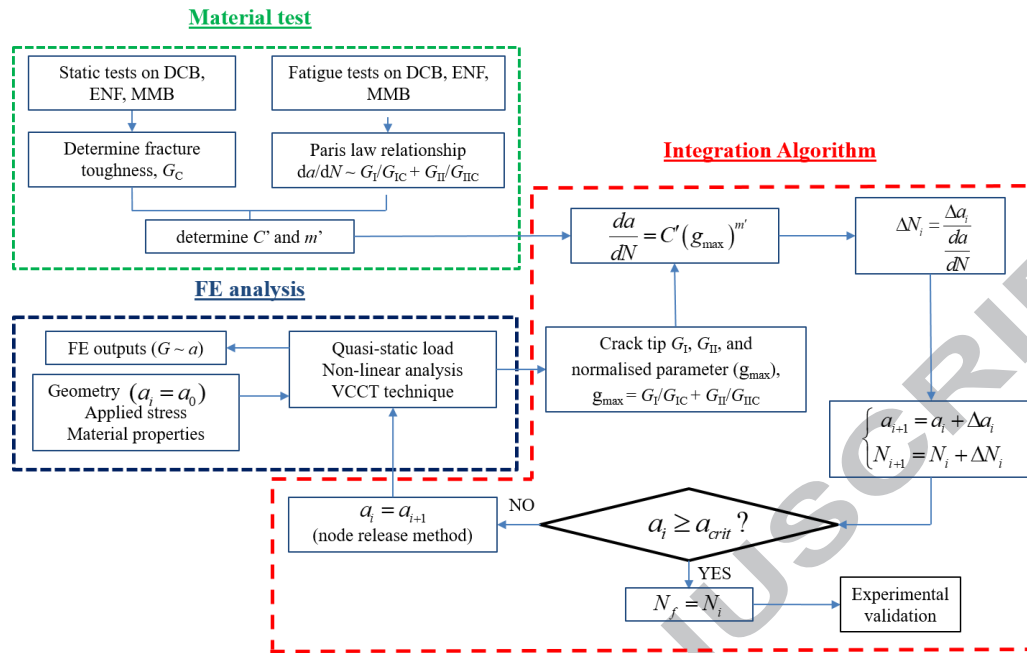 Material test
Static tests on DCB,
ENF, MMB
Fatigue tests on DCB, ENF,
MMB
Determine fracture
toughness, G_C
Paris law relationship
da/dN ~ G_I/G_IC + G_II/G_IIC
determine C' and m'
Integration Algorithm
da/dN = C'(g_max)^m'
ΔN_i = Δa_i / (da/dN)
FE analysis
FE outputs (G ~ a)
Geometry (a_i = a_0)
Applied stress
Material properties
Quasi-static load
Non-linear analysis
VCCT technique
Crack tip G_I, G_II, and
normalised parameter (g_max),
g_max = G_I/G_IC + G_II/G_IIC
{ a_i+1 = a_i + Δa_i
N_i+1 = N_i + ΔN_i
a_i = a_i+1
(node release method)
NO
a_i ≥ a_crit ?
YES
N_f = N_i
Experimental
validation
USCRI